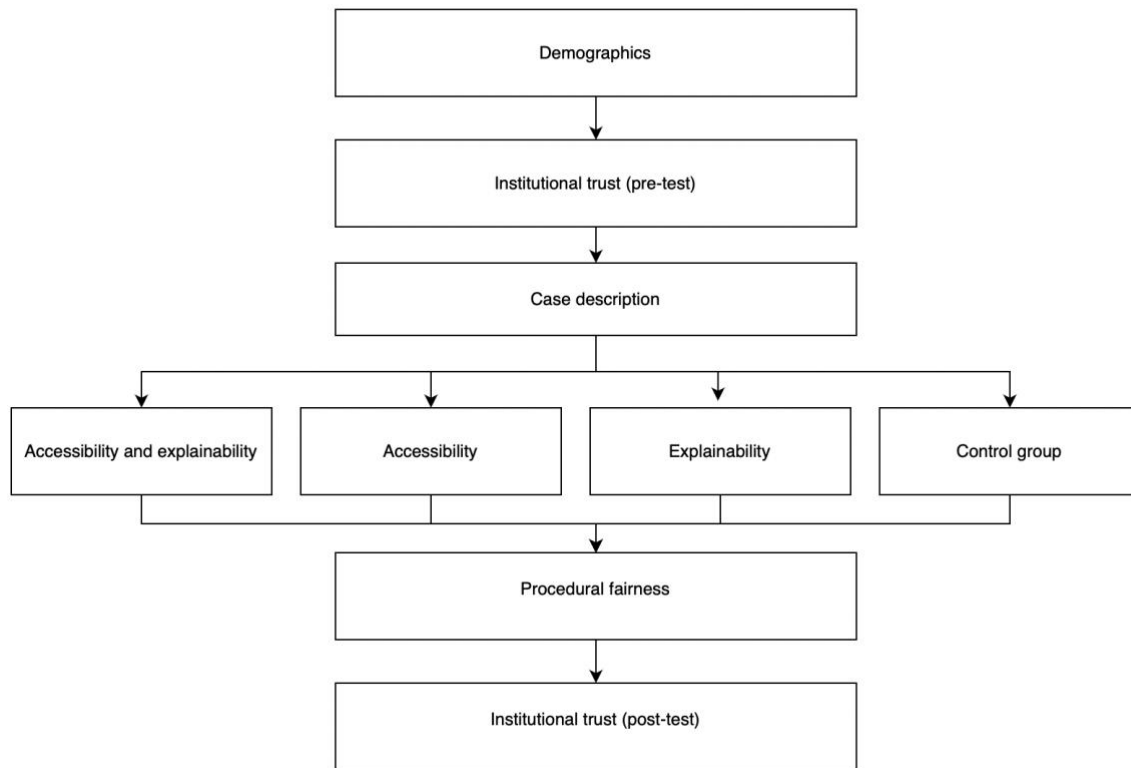 Demographics
Institutional trust (pre-test)
Case description
Accessibility and explainability
Accessibility
Explainability
Control group
Procedural fairness
Institutional trust (post-test)